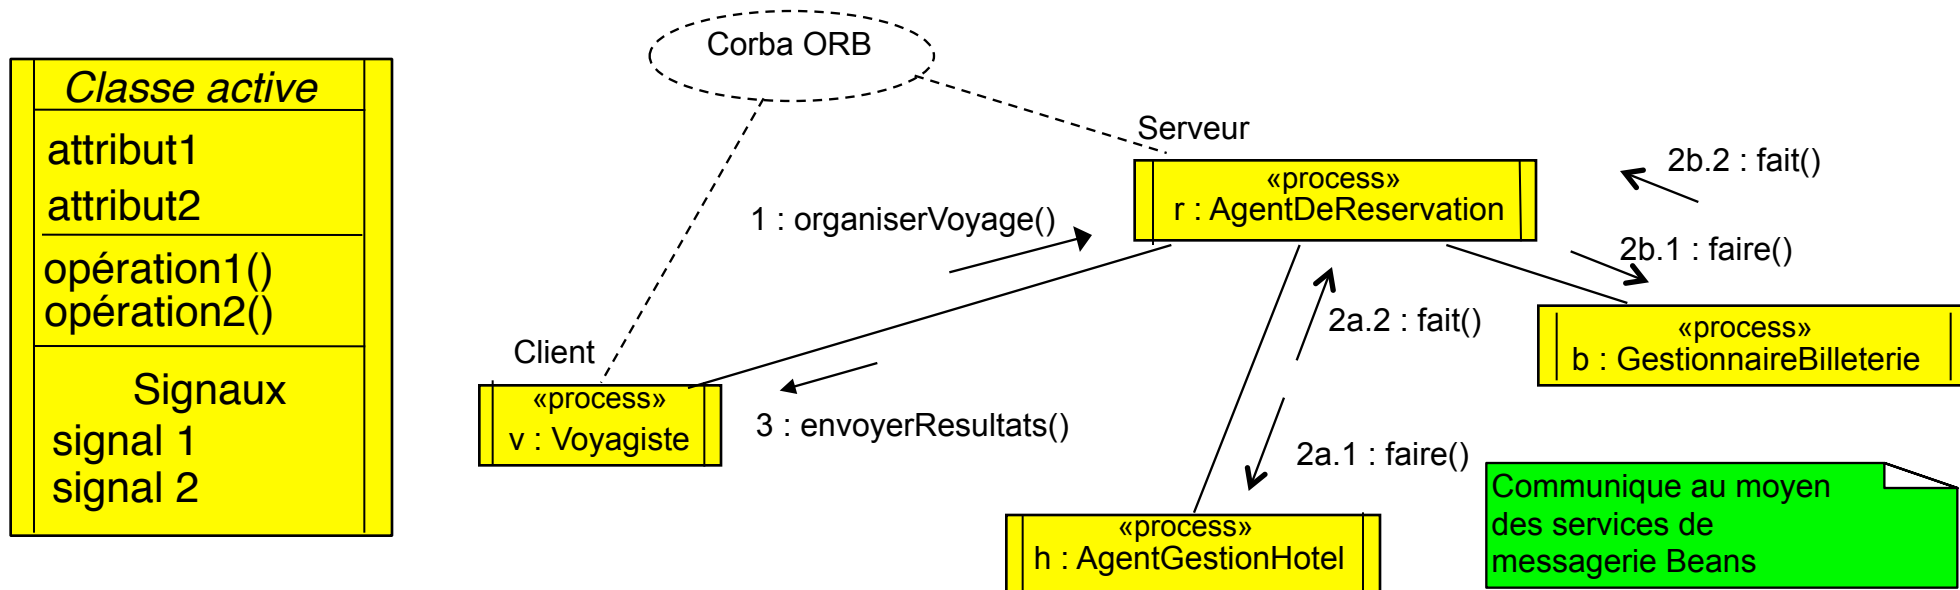 Classe active
attribut1
attribut2
opération1()
opération2()
Signaux
signal 1
signal 2
Corba ORB
Serveur
«process»
r : AgentDeReservation
2b.2 : fait()
1 : organiserVoyage()
2b.1 : faire()
2a.2 : fait()
«process»
b : GestionnaireBilleterie
Client
«process»
v : Voyagiste
3 : envoyerResultats()
2a.1 : faire()
«process»
h : AgentGestionHotel
Communique au moyen
des services de
messagerie Beans